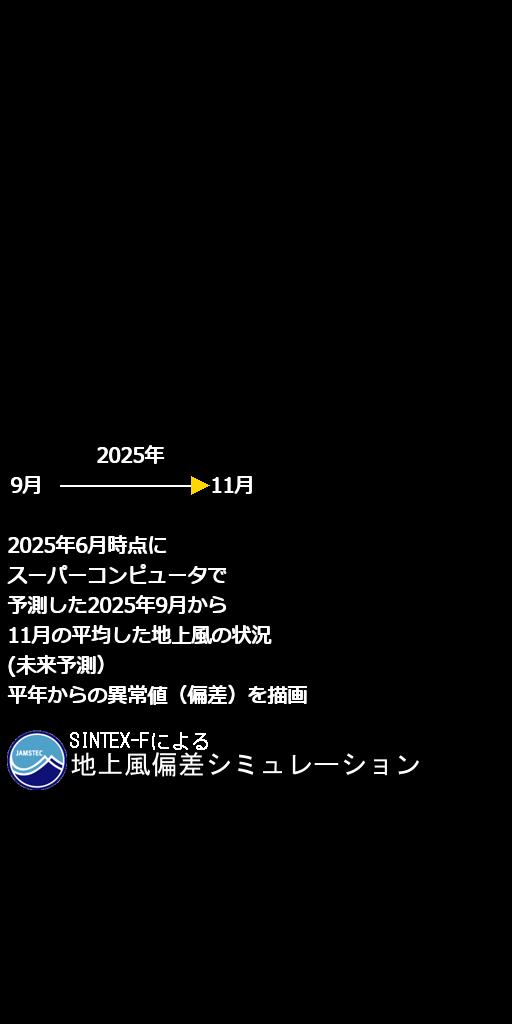 2025年
9月 11月
2025年6月時点に
スーパーコンピュータで
予測した2025年9月から
11月の平均した地上風の状況
(未来予測）
平年からの異常値（偏差）を描画
JAMSTEC
SINTEX-Fによる
地上風偏差シミュレーション